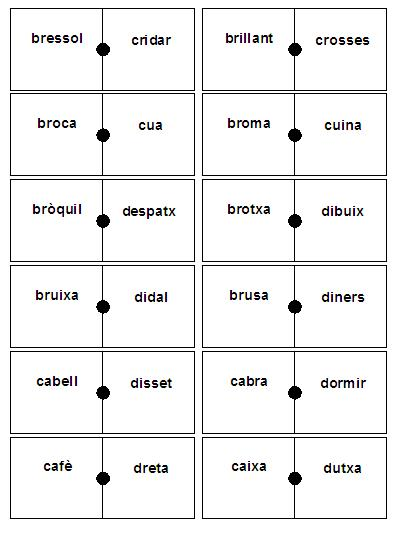 bressol cridar brillant crosses
broca cua broma cuina
bròquil despatx brotxa dibuix
bruixa didal brusa diners
cabell disset cabra dormir
cafè dreta caixa dutxa